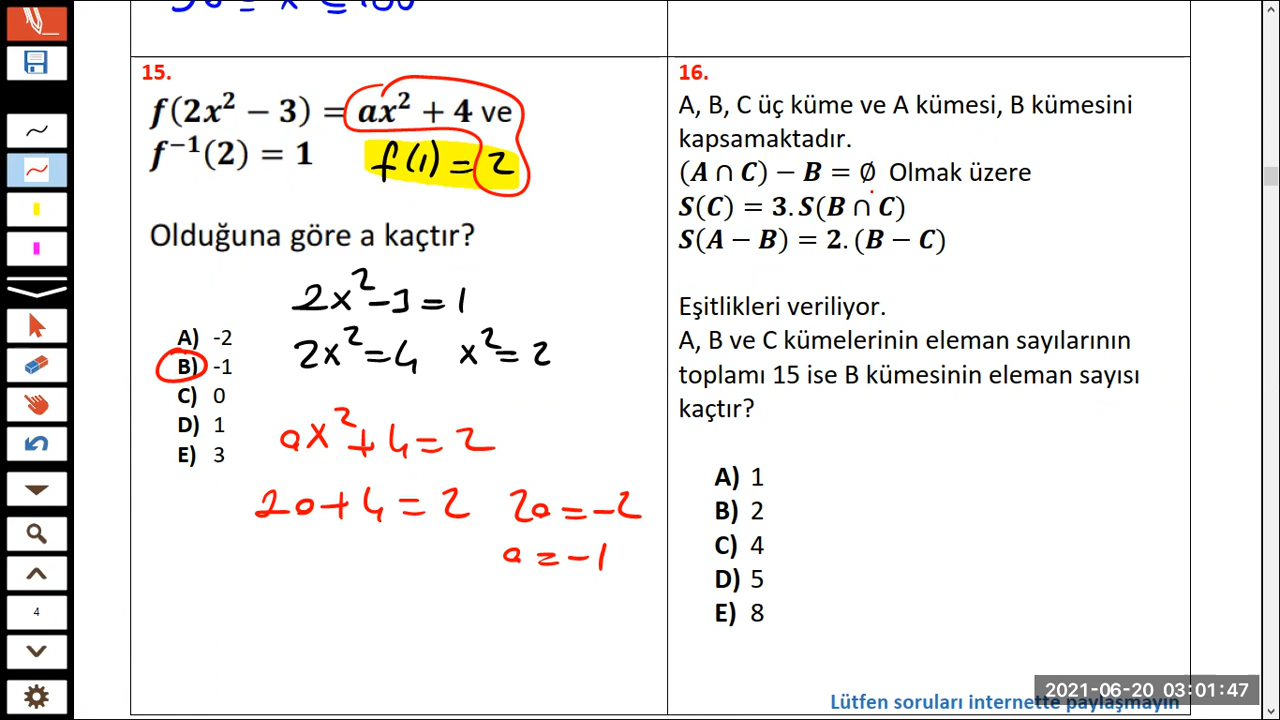 15.
f(2x² − 3) = ax² + 4 ve
f⁻¹(2) = 1
f(1) = 2
Olduğuna göre a kaçtır?
2x² - 3 = 1
2x² = 4 x² = 2
A) -2
B) -1
C) 0
D) 1
E) 3
ax² + 4 = 2
2a + 4 = 2 2a = -2
a = -1
16.
A, B, C üç küme ve A kümesi, B kümesini
kapsamaktadır.
(A ∩ C) − B = ∅ Olmak üzere
S(C) = 3. S(B ∩ C)
S(A − B) = 2. (B − C)
Eşitlikleri veriliyor.
A, B ve C kümelerinin eleman sayılarının
toplamı 15 ise B kümesinin eleman sayısı
kaçtır?
A) 1
B) 2
C) 4
D) 5
E) 8
4
Lütfen soruları internette paylaşmayın
2021-06-20 03:01:47